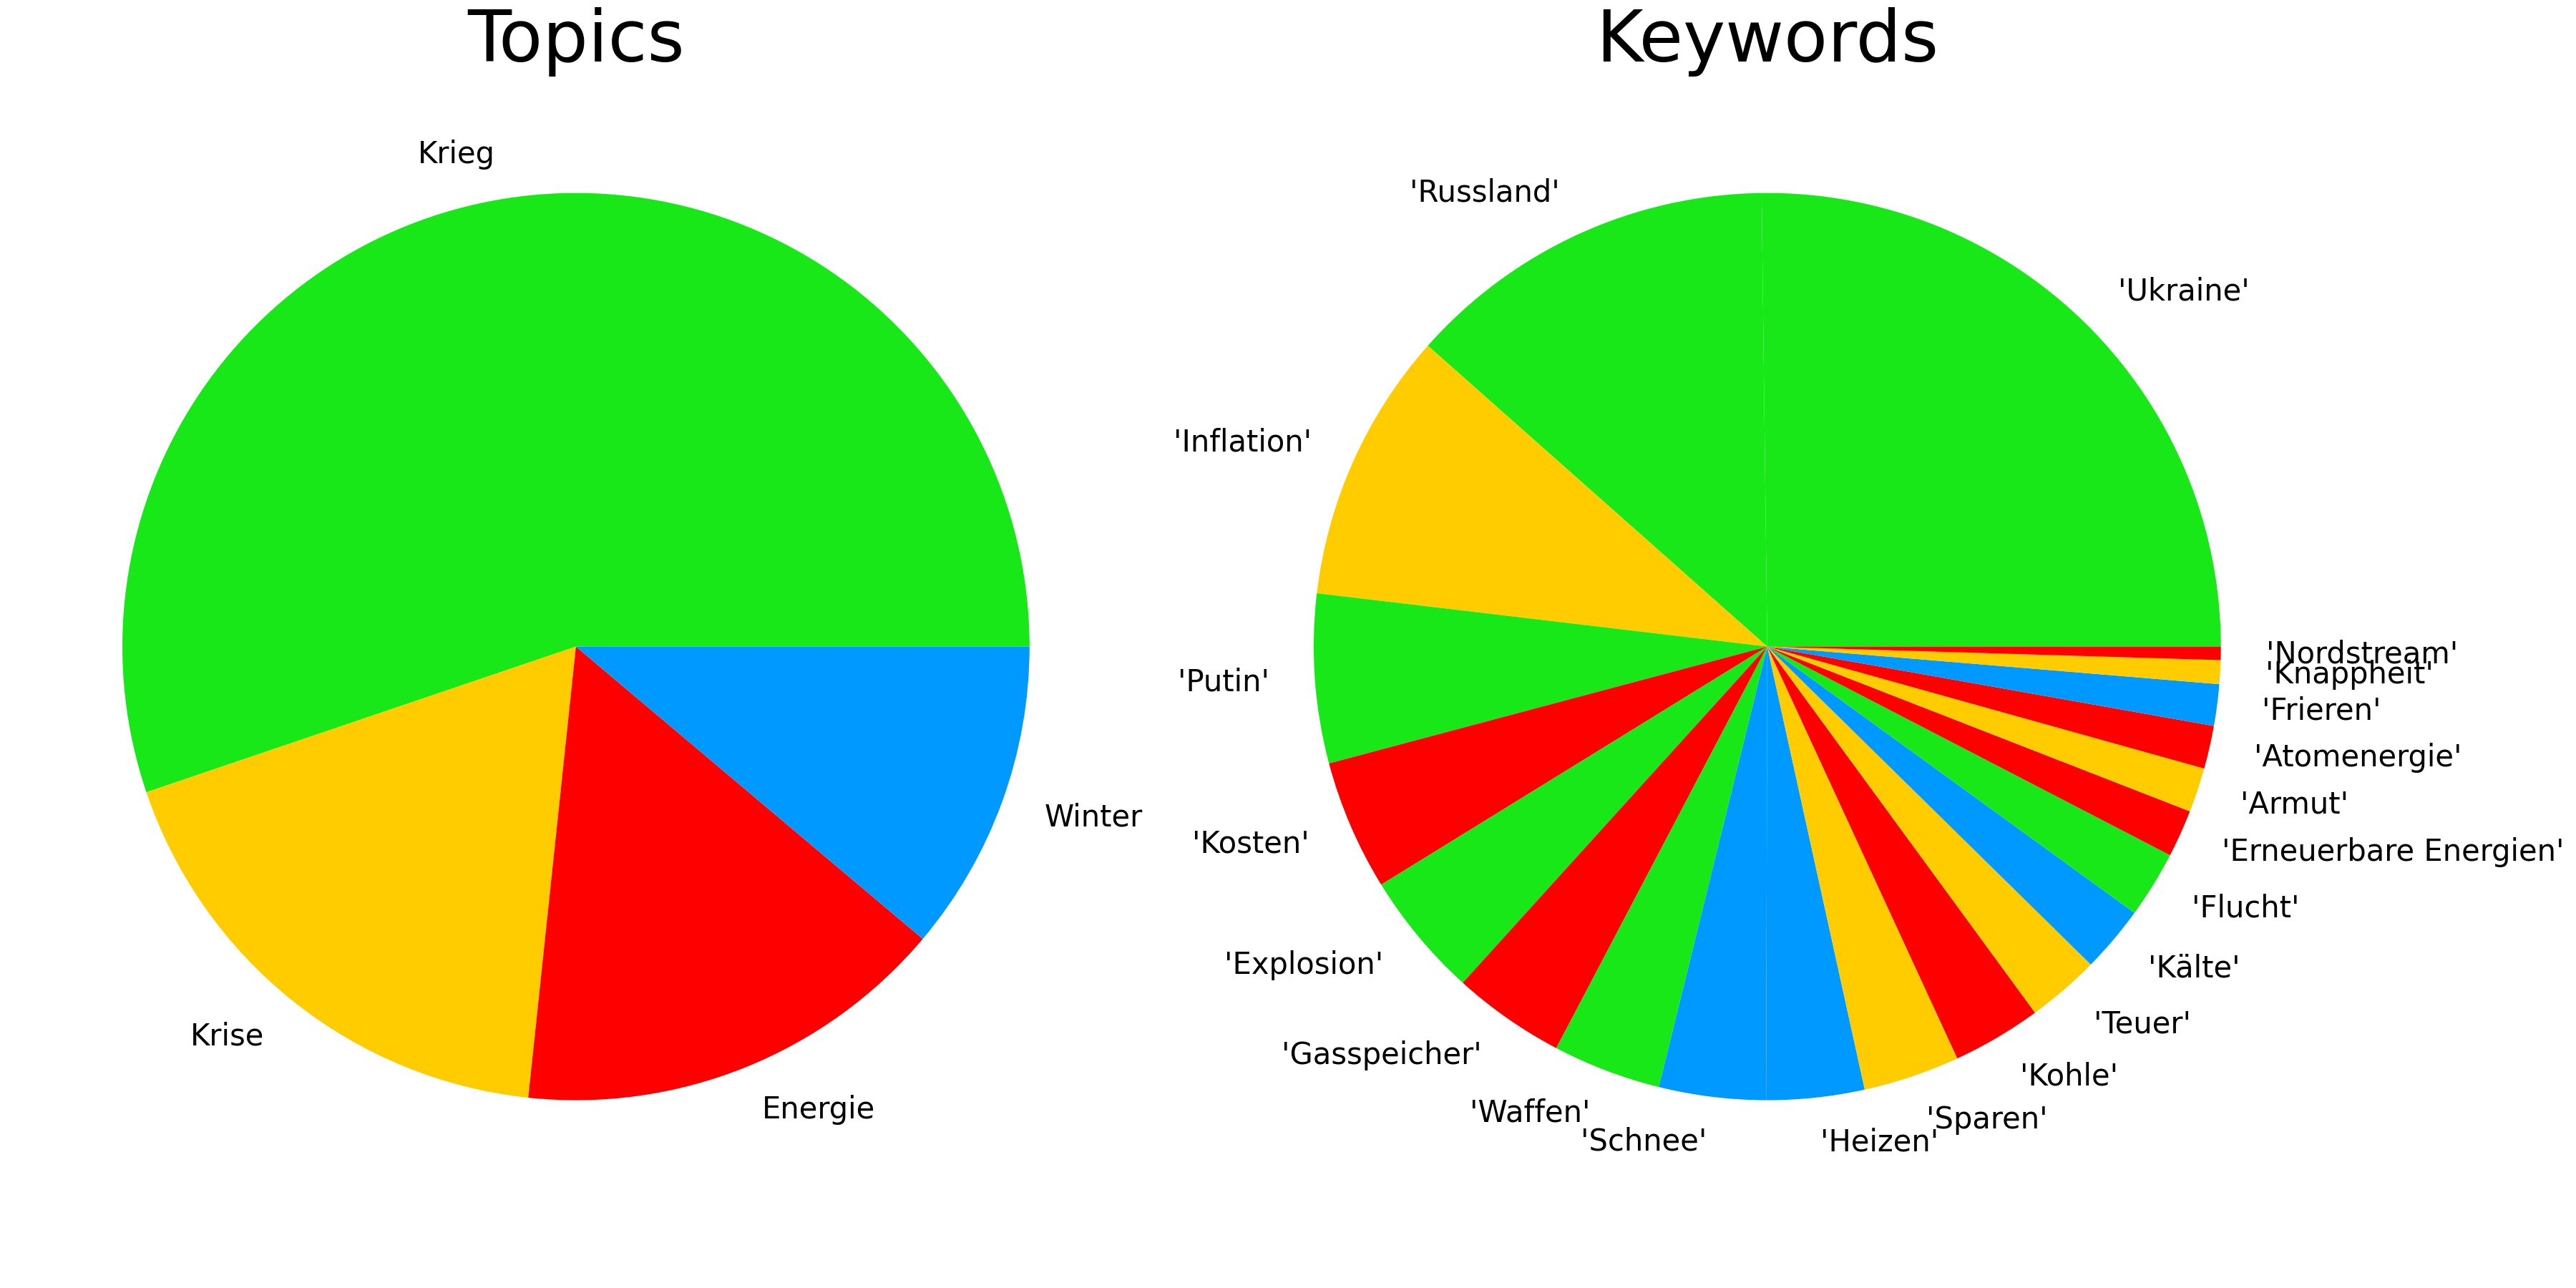 Topics
Krieg
Krise
Energie
Winter
Keywords
'Ukraine'
'Russland'
'Inflation'
'Putin'
'Kosten'
'Explosion'
'Gasspeicher'
'Waffen'
'Schnee'
'Heizen'
'Sparen'
'Kohle'
'Teuer'
'Kälte'
'Flucht'
'Erneuerbare Energien'
'Armut'
'Atomenergie'
'Frieren'
'Knappheit'
'Nordstream'